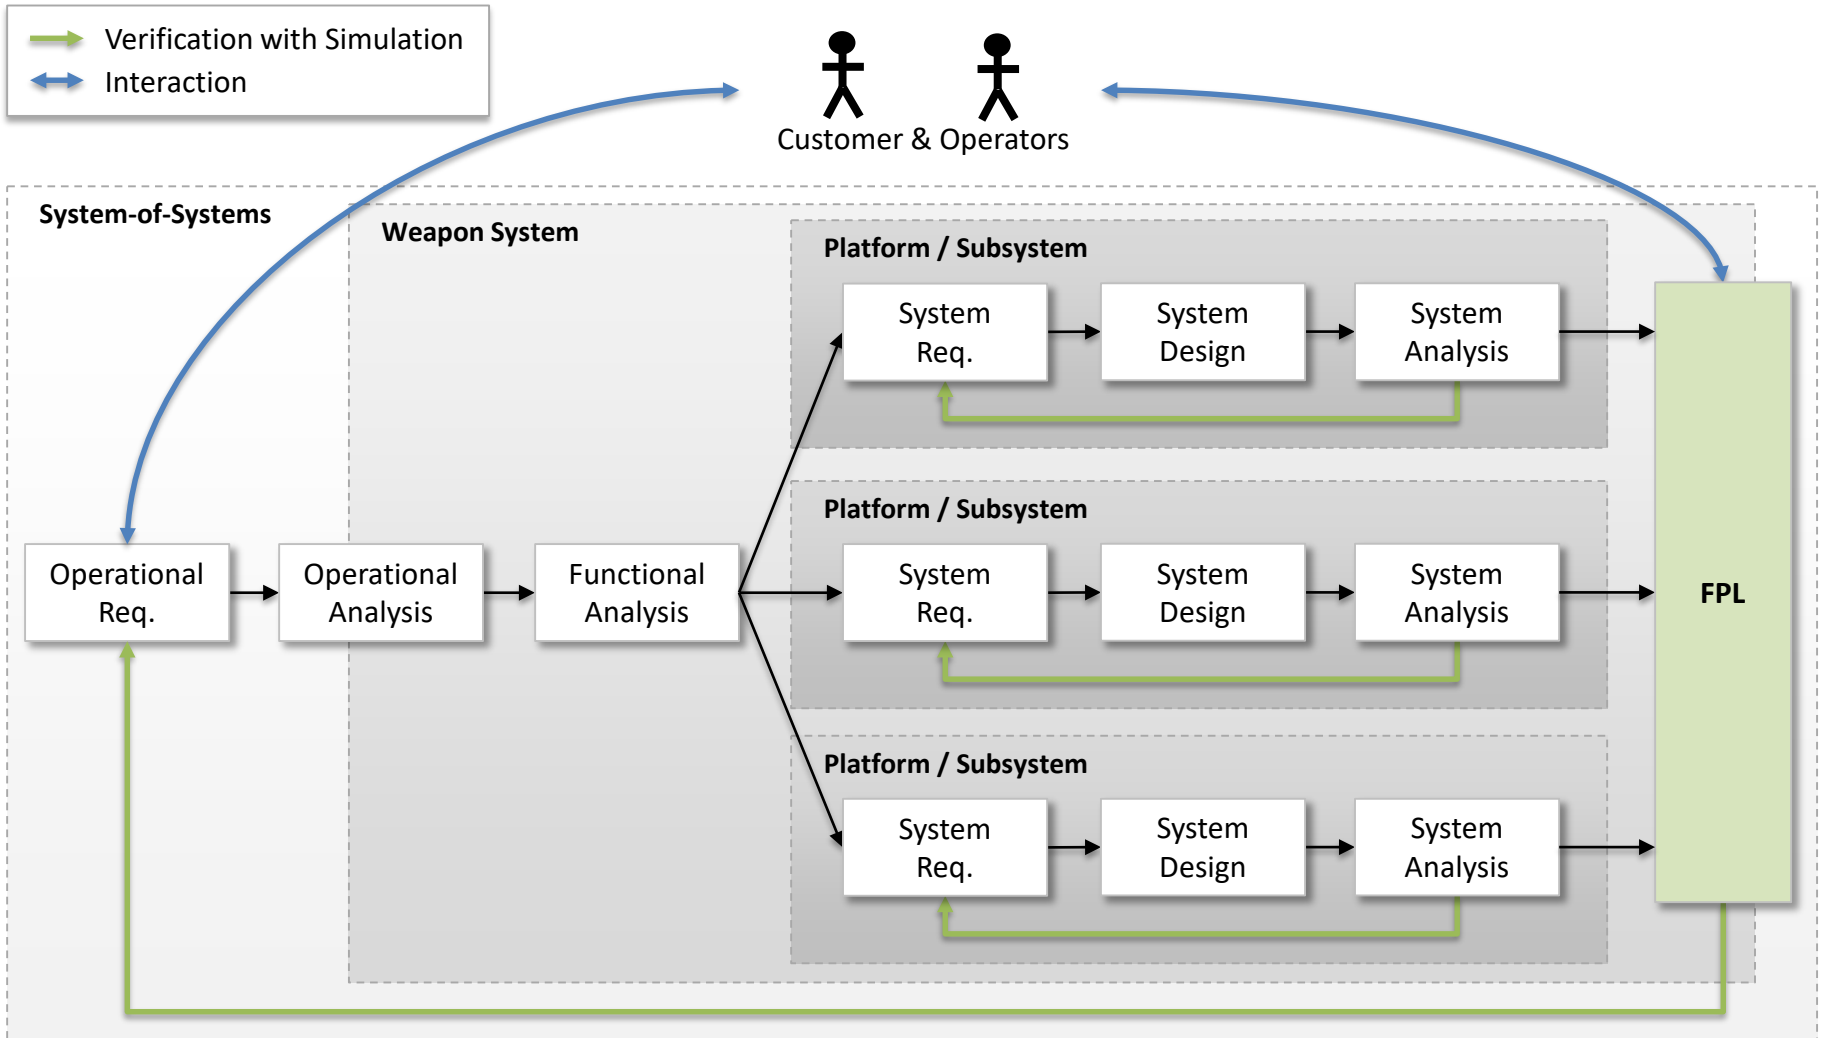 Verification with Simulation
Interaction
Customer & Operators
System-of-Systems
Weapon System
Platform / Subsystem
System
Req.
System
Design
System
Analysis
Platform / Subsystem
Operational
Req.
Operational
Analysis
Functional
Analysis
System
Req.
System
Design
System
Analysis
FPL
Platform / Subsystem
System
Req.
System
Design
System
Analysis